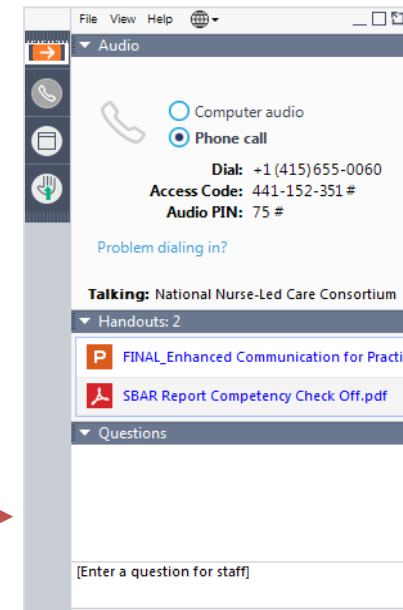 File View Help
Audio
Computer audio
Phone call
Dial: +1 (415)655-0060
Access Code: 441-152-351 #
Audio PIN: 75 #
Problem dialing in?
Talking: National Nurse-Led Care Consortium
Handouts: 2
P FINAL_Enhanced Communication for Practi
SBAR Report Competency Check Off.pdf
Questions
[Enter a question for staff]